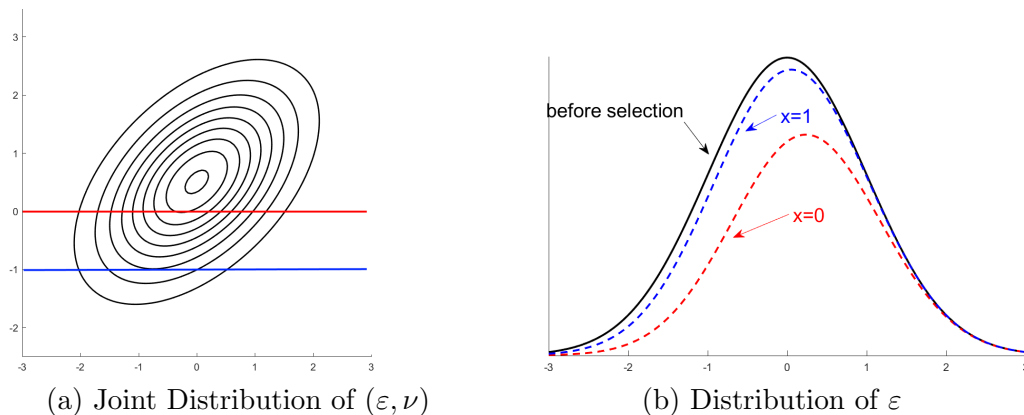 3
2
1
0
-1
-2
-3 -2 -1 0 1 2 3
before selection
x=1
x=0
-3 -2 -1 0 1 2 3
(a) Joint Distribution of (ε, ν)
(b) Distribution of ε